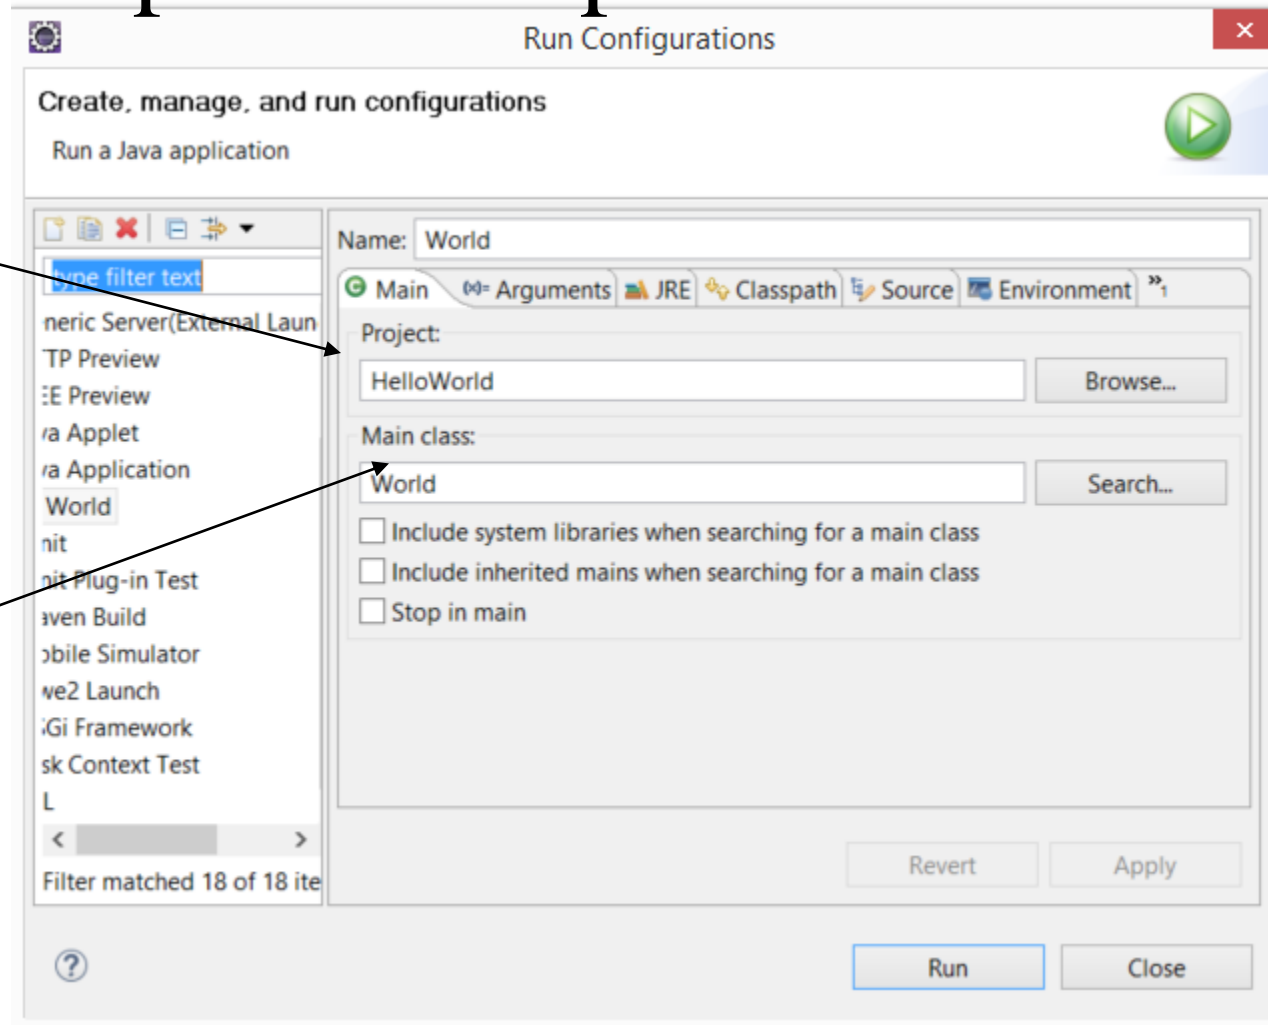 Run Configurations
Create, manage, and run configurations
Run a Java application
type filter text
neric Server(External Laun
TP Preview
EE Preview
va Applet
va Application
World
nit
nit Plug-in Test
aven Build
obile Simulator
we2 Launch
Gi Framework
sk Context Test
L
Filter matched 18 of 18 ite
Name: World
Main Arguments JRE Classpath Source Environment »1
Project:
HelloWorld Browse...
Main class:
World Search...
Include system libraries when searching for a main class
Include inherited mains when searching for a main class
Stop in main
Revert Apply
Run Close